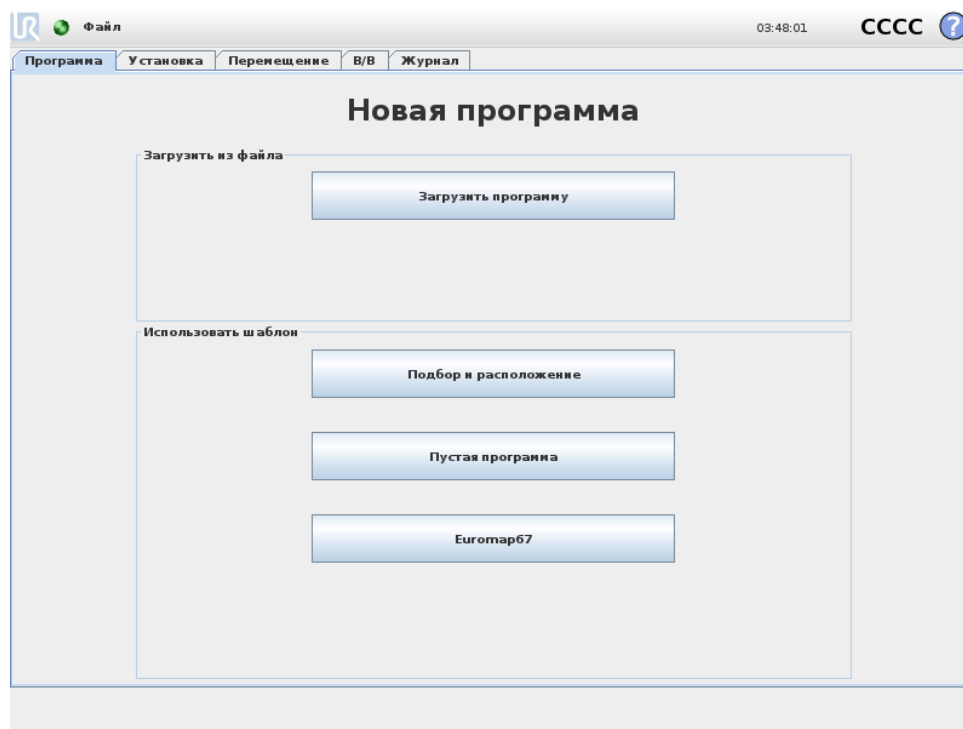 UR Файл 03:48:01 CCCC ?
Программа Установка Перемещение В/В Журнал
Новая программа
Загрузить из файла
Загрузить программу
Использовать шаблон
Подбор и расположение
Пустая программа
Euromap67